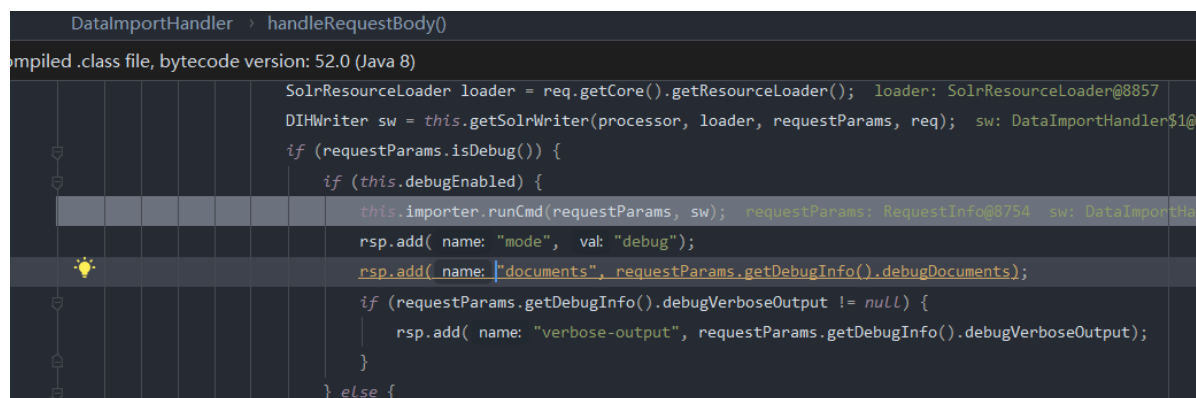 DataImportHandler › handleRequestBody()
ompiled .class file, bytecode version: 52.0 (Java 8)
SolrResourceLoader loader = req.getCore().getResourceLoader(); loader: SolrResourceLoader@8857
DIHWriter sw = this.getSolrWriter(processor, loader, requestParams, req); sw: DataImportHandler$1@
if (requestParams.isDebug()) {
if (this.debugEnabled) {
this.importer.runCmd(requestParams, sw); requestParams: RequestInfo@8754 sw: DataImportHa
rsp.add( name: "mode", val: "debug");
rsp.add( name: "documents", requestParams.getDebugInfo().debugDocuments);
if (requestParams.getDebugInfo().debugVerboseOutput != null) {
rsp.add( name: "verbose-output", requestParams.getDebugInfo().debugVerboseOutput);
}
} else {